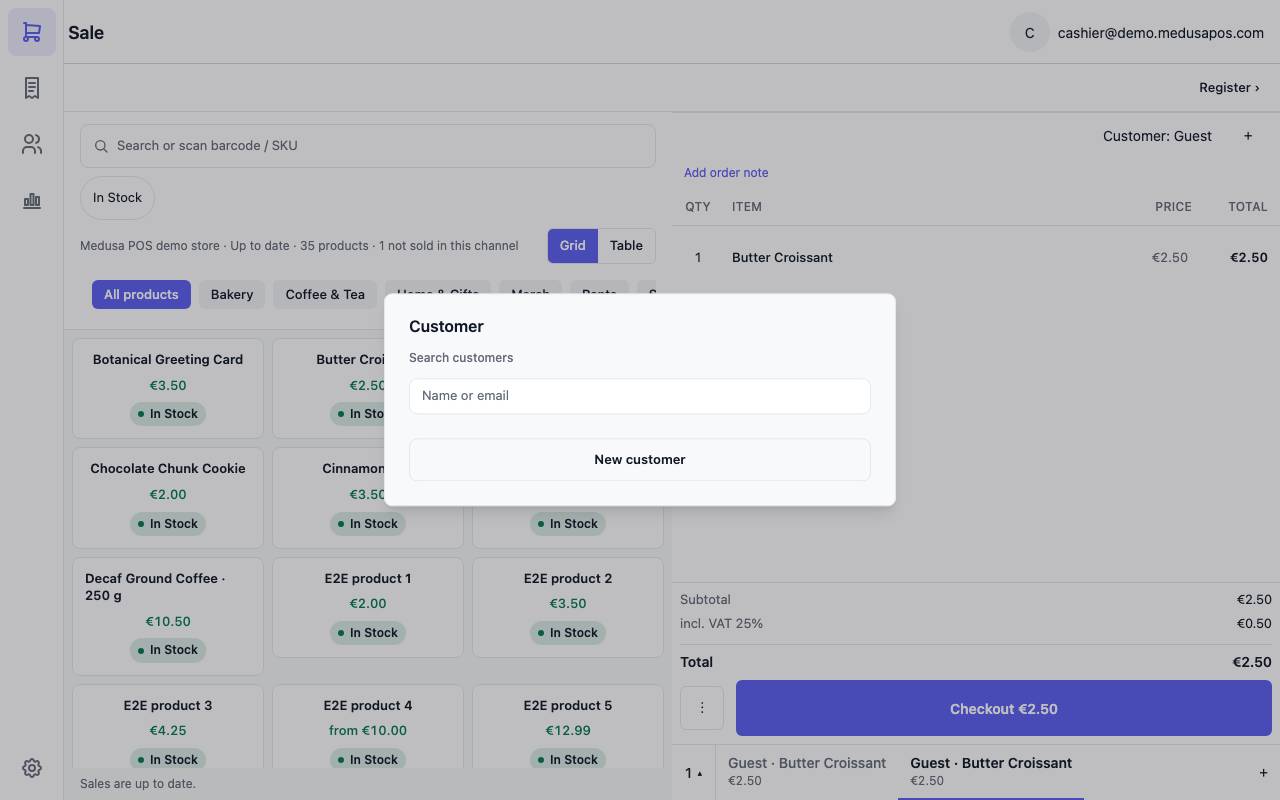 Sale
C
cashier@demo.medusapos.com
Register ›
Search or scan barcode / SKU
In Stock
Medusa POS demo store · Up to date · 35 products · 1 not sold in this channel
Grid
Table
All products
Bakery
Coffee & Tea
Customer: Guest
+
Add order note
QTY ITEM PRICE TOTAL
1 Butter Croissant €2.50 €2.50
Customer
Search customers
Name or email
New customer
Botanical Greeting Card
€3.50
In Stock
Chocolate Chunk Cookie
€2.00
In Stock
In Stock
In Stock
Decaf Ground Coffee ·
250 g
€10.50
In Stock
E2E product 1
€2.00
In Stock
E2E product 2
€3.50
In Stock
E2E product 3
€4.25
In Stock
E2E product 4
from €10.00
In Stock
E2E product 5
€12.99
In Stock
Sales are up to date.
Subtotal €2.50
incl. VAT 25% €0.50
Total €2.50
Checkout €2.50
1
Guest · Butter Croissant
€2.50
Guest · Butter Croissant
€2.50
+